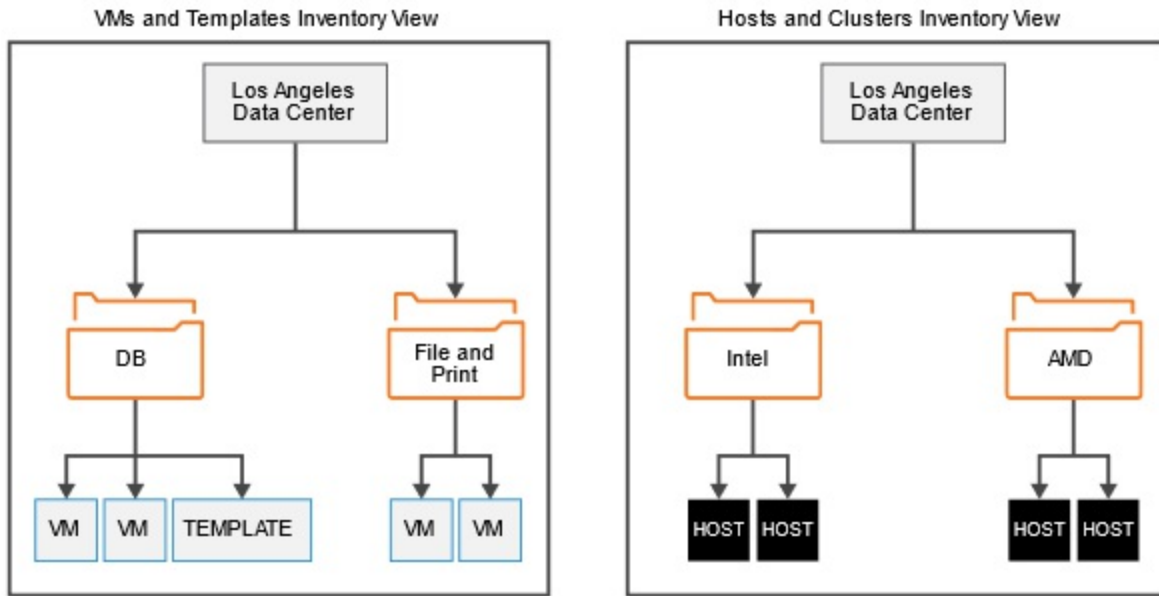 VMs and Templates Inventory View
Los Angeles
Data Center
DB
File and
Print
VM
VM
TEMPLATE
VM
VM
Hosts and Clusters Inventory View
Los Angeles
Data Center
Intel
AMD
HOST
HOST
HOST
HOST